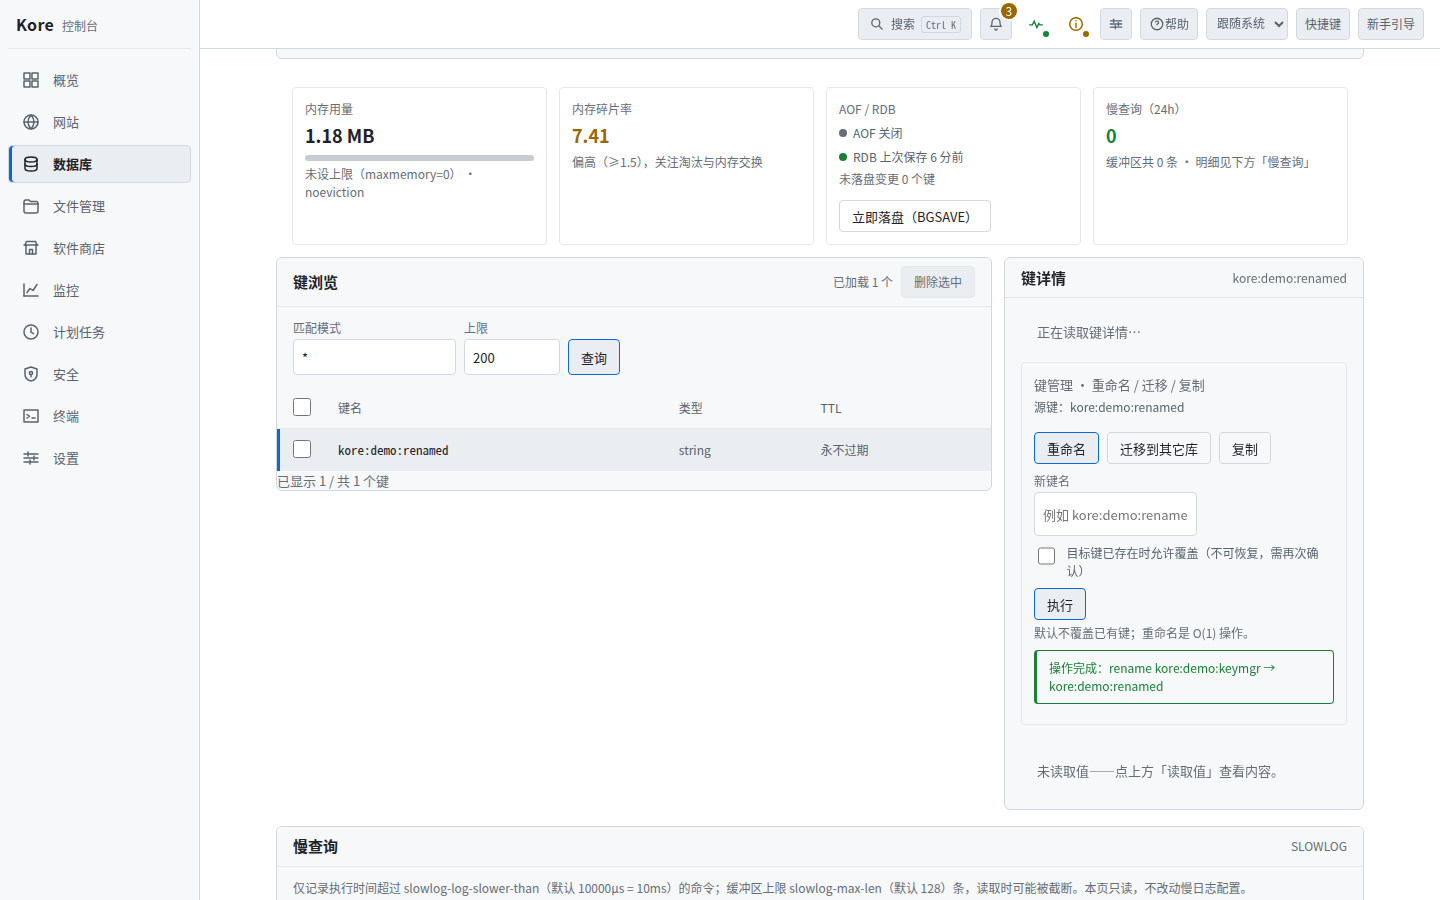 Kore 控制台
搜索 Ctrl K
3
帮助
跟随系统
快捷键
新手引导
概览
网站
数据库
文件管理
软件商店
监控
计划任务
安全
终端
设置
内存用量
1.18 MB
未设上限（maxmemory=0） ·
noeviction
内存碎片率
7.41
偏高（≥1.5），关注淘汰与内存交换
AOF / RDB
AOF 关闭
RDB 上次保存 6 分前
未落盘变更 0 个键
立即落盘（BGSAVE）
慢查询（24h）
0
缓冲区共 0 条 · 明细见下方「慢查询」
键浏览
已加载 1 个
删除选中
匹配模式
上限
*
200
查询
键名 类型 TTL
kore:demo:renamed string 永不过期
已显示 1 / 共 1 个键
键详情
kore:demo:renamed
正在读取键详情…
键管理 · 重命名 / 迁移 / 复制
源键：kore:demo:renamed
重命名
迁移到其它库
复制
新键名
例如 kore:demo:rename
目标键已存在时允许覆盖（不可恢复，需再次确
认）
执行
默认不覆盖已有键；重命名是 O(1) 操作。
操作完成：rename kore:demo:keymgr →
kore:demo:renamed
未读取值——点上方「读取值」查看内容。
慢查询
SLOWLOG
仅记录执行时间超过 slowlog-log-slower-than（默认 10000μs = 10ms）的命令；缓冲区上限 slowlog-max-len（默认 128）条，读取时可能被截断。本页只读，不改动慢日志配置。